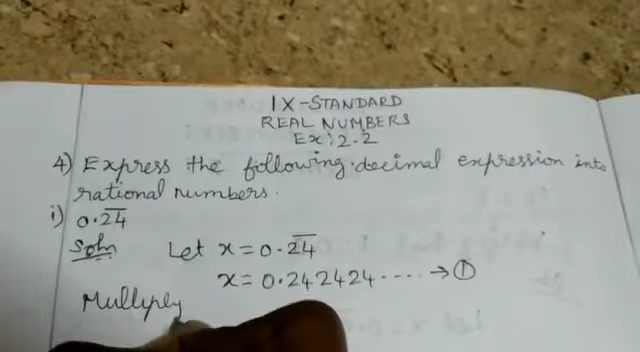 IX-STANDARD
REAL NUMBERS
Ex: 2.2
4) Express the following decimal expression into
rational numbers.
i) 0.2̅4̅
Soln Let x = 0.2̅4̅
x = 0.242424.... → ①
Multiply